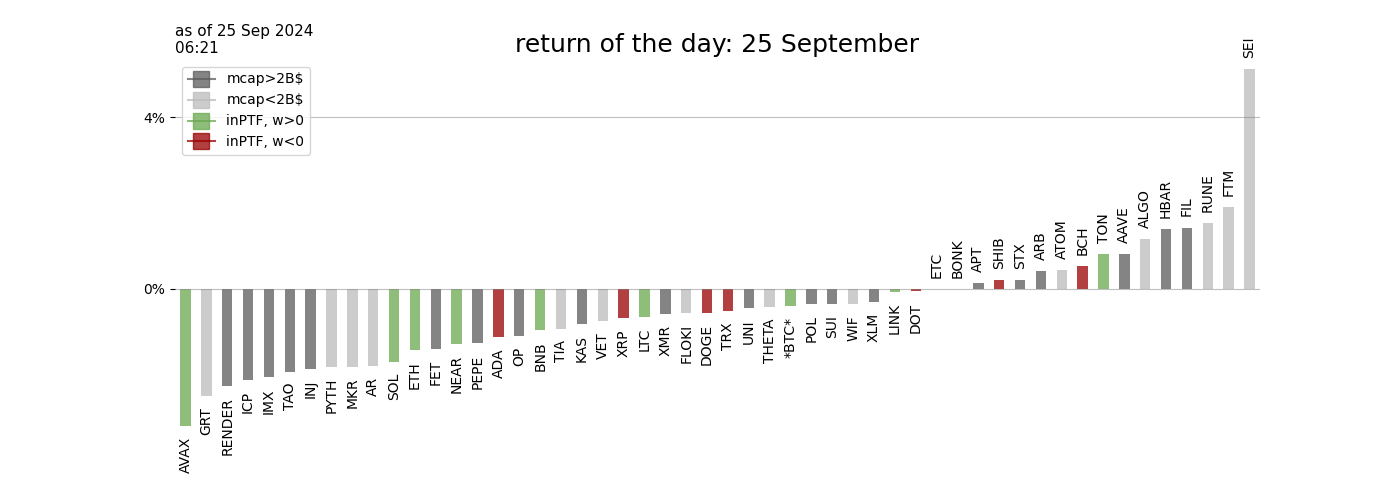 as of 25 Sep 2024
06:21
return of the day: 25 September
mcap>2B$
mcap<2B$
inPTF, w>0
inPTF, w<0
4%
0%
AVAX
GRT
RENDER
ICP
IMX
TAO
INJ
PYTH
MKR
AR
SOL
ETH
FET
NEAR
PEPE
ADA
OP
BNB
TIA
KAS
VET
XRP
LTC
XMR
FLOKI
DOGE
TRX
UNI
THETA
*BTC*
POL
SUI
WIF
XLM
LINK
DOT
ETC
BONK
APT
SHIB
STX
ARB
ATOM
BCH
TON
AAVE
ALGO
HBAR
FIL
RUNE
FTM
SEI